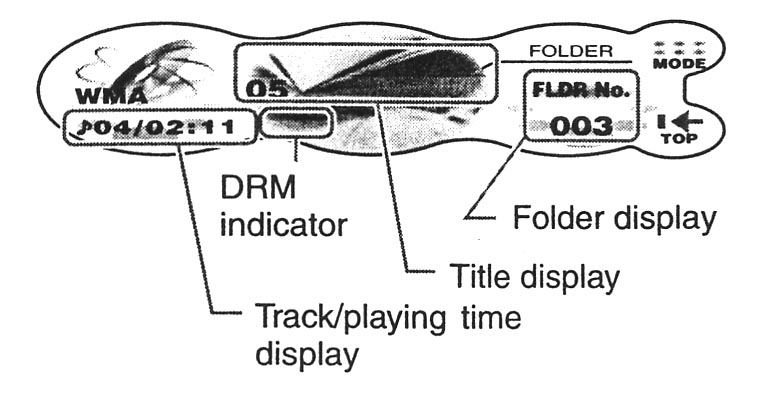 FOLDER
MODE
WMA
05
FLDR No.
♪04/02:11
003
TOP
DRM
indicator
Folder display
Title display
Track/playing time
display